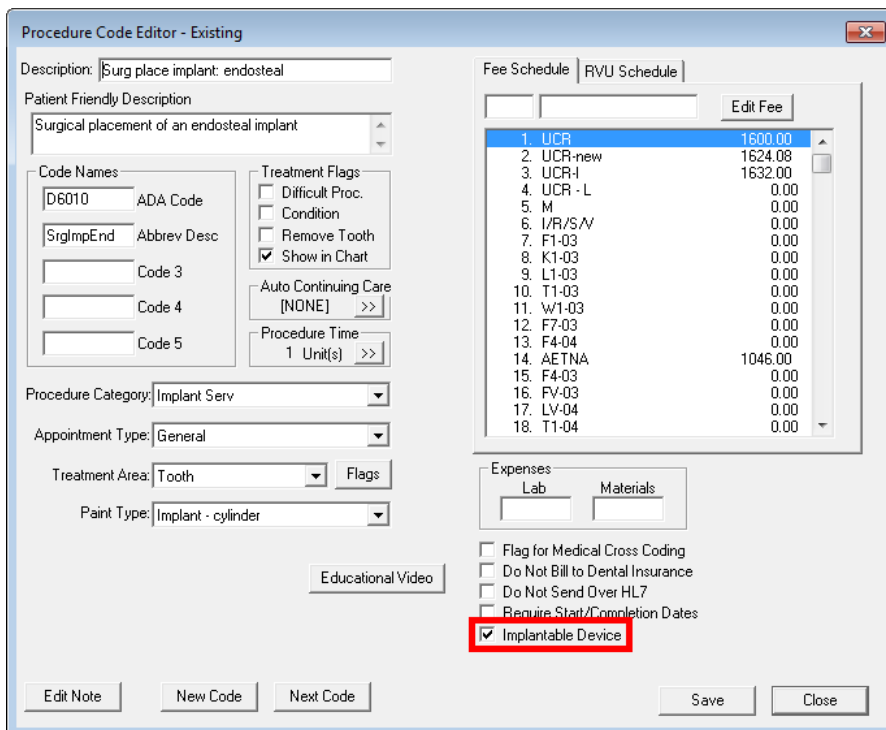 Procedure Code Editor - Existing
Description: Surg place implant: endosteal
Patient Friendly Description
Surgical placement of an endosteal implant
Code Names
D6010 ADA Code
SrgImpEnd Abbrev Desc
Code 3
Code 4
Code 5
Treatment Flags
Difficult Proc.
Condition
Remove Tooth
Show in Chart
Auto Continuing Care
[NONE] >>
Procedure Time
1 Unit(s) >>
Procedure Category: Implant Serv
Appointment Type: General
Treatment Area: Tooth Flags
Paint Type: Implant - cylinder
Educational Video
Edit Note New Code Next Code
Fee Schedule RVU Schedule
Edit Fee
1. UCR 1600.00
2. UCR-new 1624.08
3. UCR-I 1632.00
4. UCR - L 0.00
5. M 0.00
6. I/R/S/V 0.00
7. F1-03 0.00
8. K1-03 0.00
9. L1-03 0.00
10. T1-03 0.00
11. W1-03 0.00
12. F7-03 0.00
13. F4-04 0.00
14. AETNA 1046.00
15. F4-03 0.00
16. FV-03 0.00
17. LV-04 0.00
18. T1-04 0.00
Expenses
Lab Materials
Flag for Medical Cross Coding
Do Not Bill to Dental Insurance
Do Not Send Over HL7
Require Start/Completion Dates
Implantable Device
Save Close